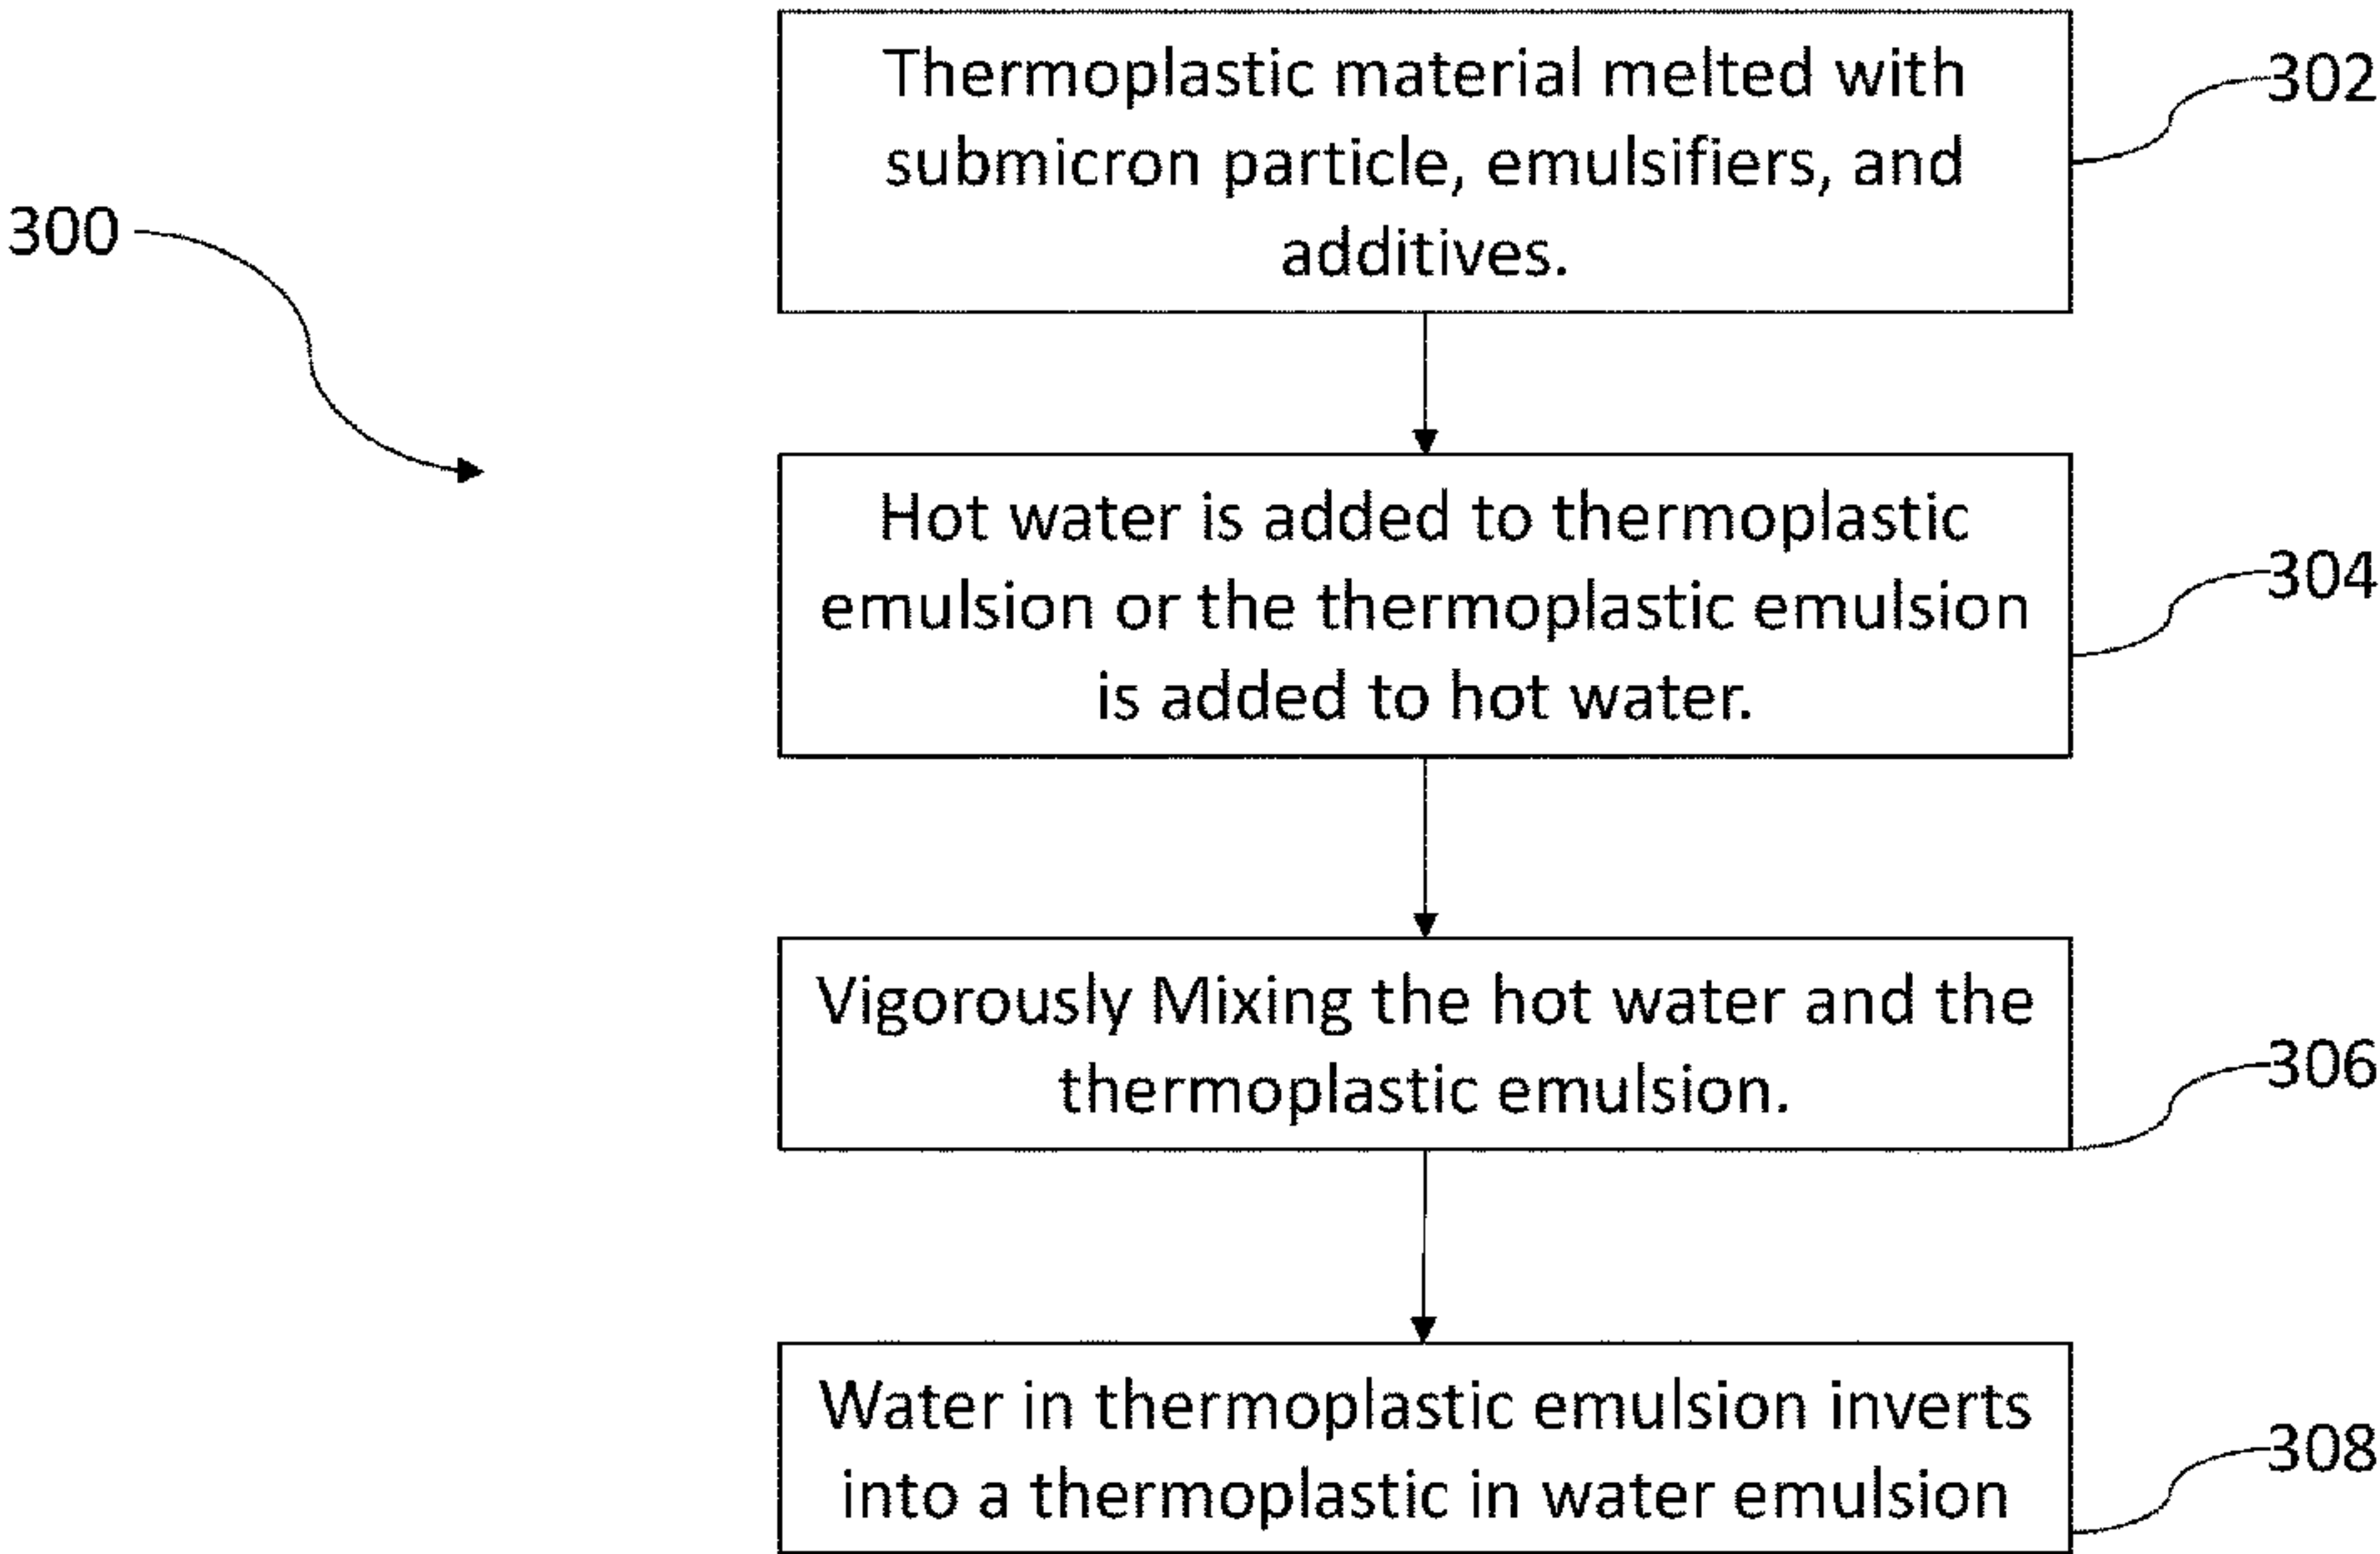 Thermoplastic material melted with
302
submicron particle, emulsifiers, and
additives.
300
Hot water is added to thermoplastic
304
emulsion or the thermoplastic emulsion
is added to hot water.
Vigorously Mixing the hot water and the
306
thermoplastic emulsion.
Water in thermoplastic emulsion inverts
308
into a thermoplastic in water emulsion